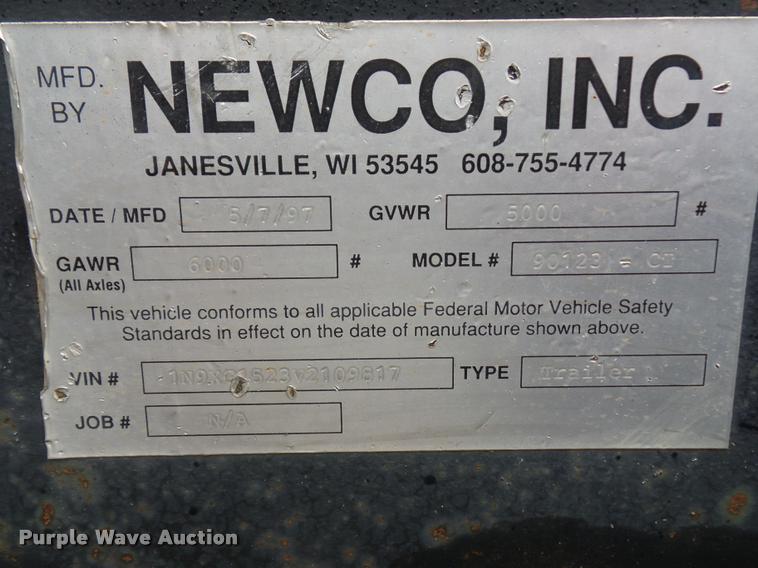 MFD. BY NEWCO, INC.
JANESVILLE, WI 53545 608-755-4774
DATE / MFD 5/7/97 GVWR 5000 #
GAWR (All Axles) 6000 # MODEL # 90123 - CI
This vehicle conforms to all applicable Federal Motor Vehicle Safety
Standards in effect on the date of manufacture shown above.
VIN # TYPE Trailer
JOB # N/A
Purple Wave Auction